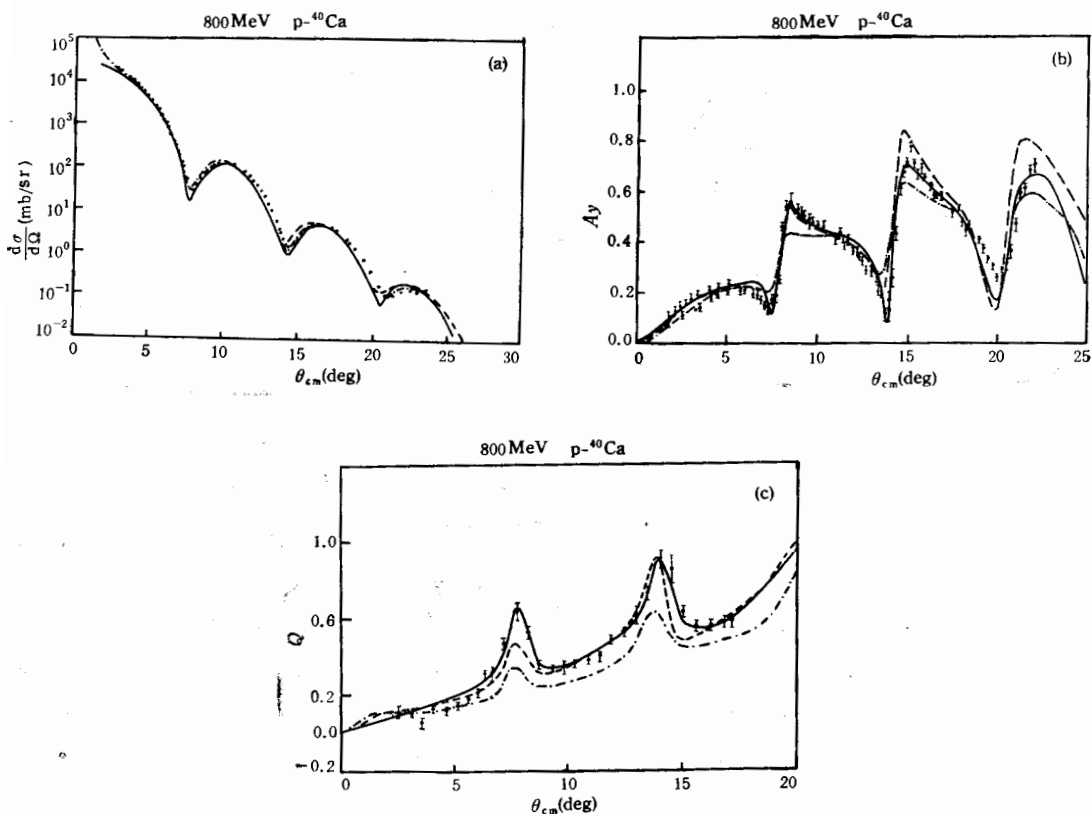 800MeV p-⁴⁰Ca
(a)
10⁵
10⁴
10³
10²
10¹
10⁰
10⁻¹
10⁻²
dσ/dΩ (mb/sr)
0 5 10 15 20 25 30
θcm(deg)
800MeV p-⁴⁰Ca
(b)
1.0
0.8
0.6
0.4
0.2
0.0
Ay
0 5 10 15 20 25
θcm(deg)
800MeV p-⁴⁰Ca
(c)
1.0
0.6
0.2
0.0
-0.2
Q
0 5 10 15 20
θcm(deg)